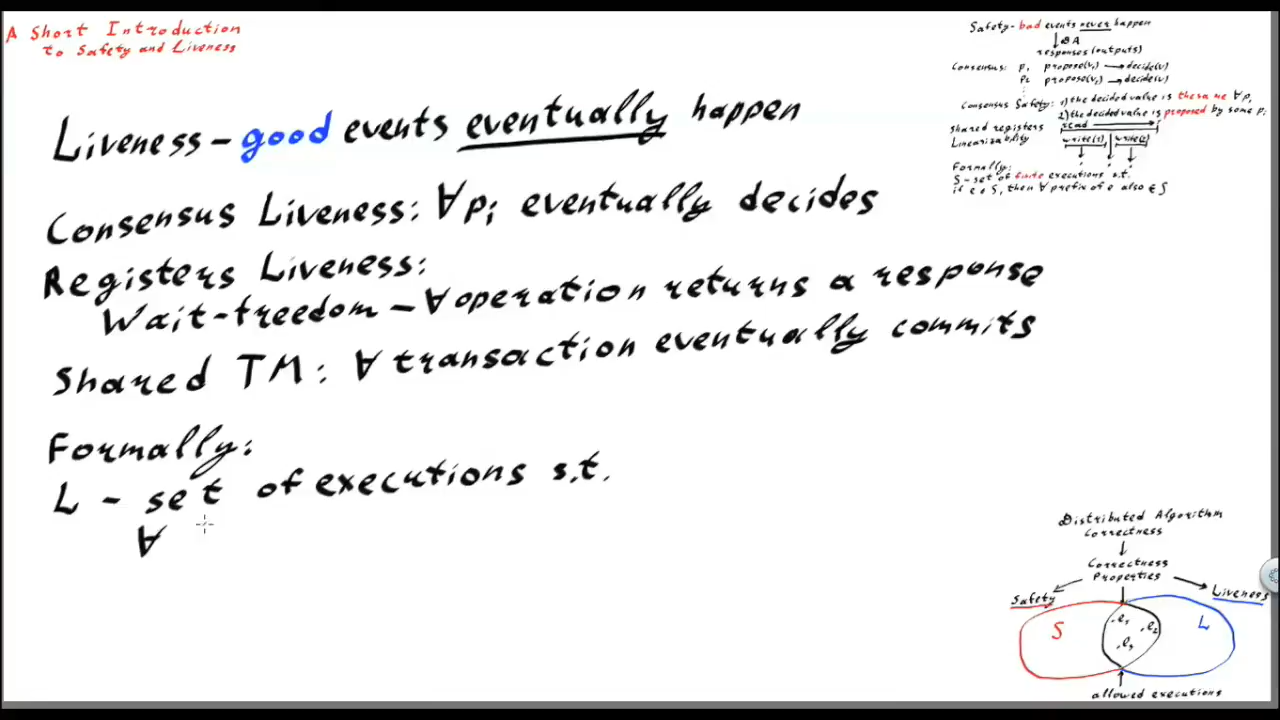 A Short Introduction
to Safety and Liveness
Liveness - good events eventually happen
Consensus Liveness: ∀pi eventually decides
Registers Liveness:
Wait-freedom - ∀operation returns a response
Shared TM: ∀ transaction eventually commits
Formally:
L - set of executions s.t.
∀
Safety - bad events never happen
↓ DA
responses (outputs)
Consensus: P1 propose(v1) → decide(v)
P2 propose(v2) → decide(v)
⋮
Consensus Safety: 1) the decided value is the same ∀pi
2) the decided value is proposed by some pi
Shared registers
Linearizability
read
write(1) write(2)
Formally:
S - set of finite executions s.t.
if e ∈ S, then ∀ prefix of e also ∈ S
Distributed Algorithm
Correctness
Correctness
Properties
Safety Liveness
S e1 e2 e3 L
allowed executions